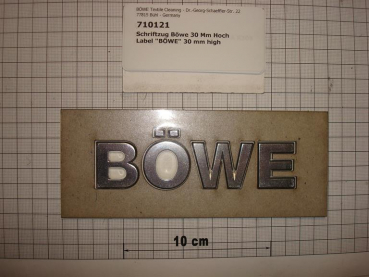 BÖWE Textile Cleaning - Dr.-Georg-Schaeffler-Str. 22
77815 Bühl - Germany
710121
Schriftzug Böwe 30 Mm Hoch
Label "BÖWE" 30 mm high
BÖWE
10 cm